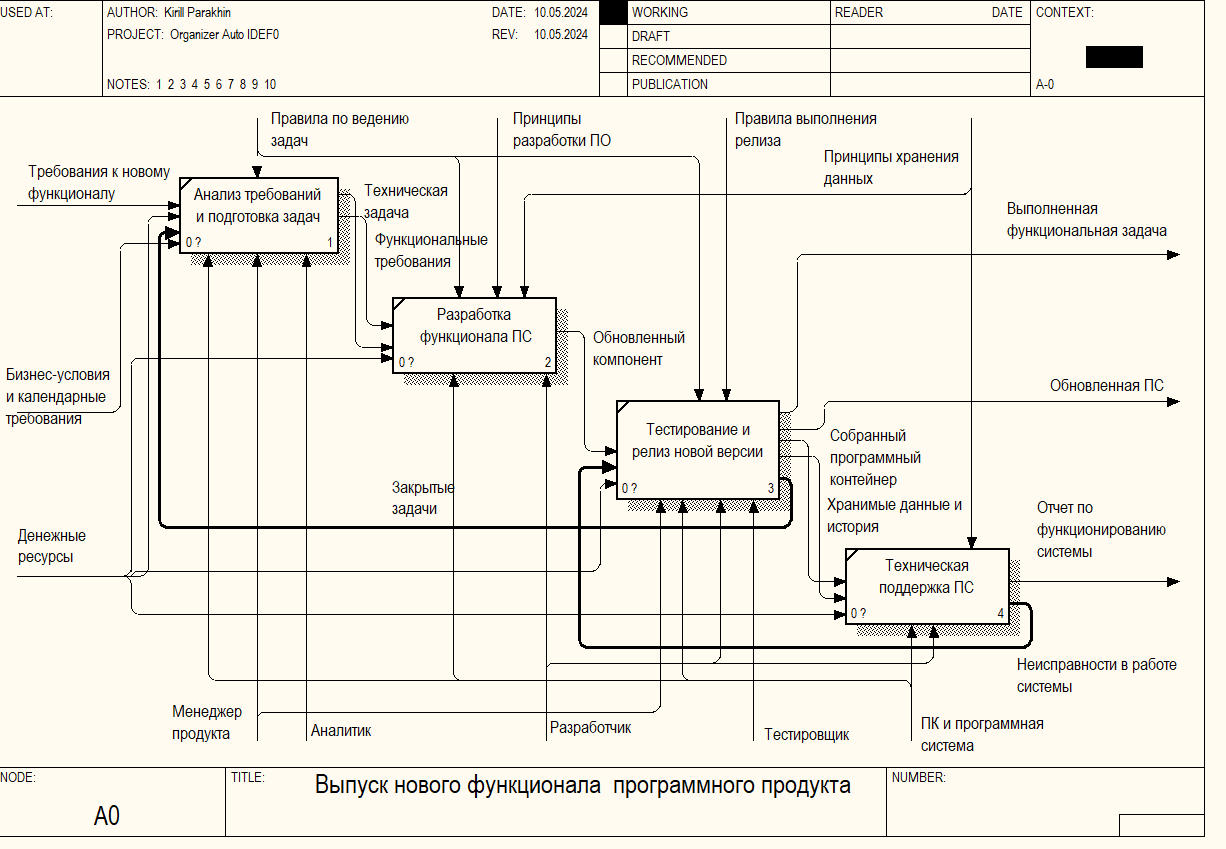 USED AT:
AUTHOR: Kirill Parakhin
DATE: 10.05.2024
PROJECT: Organizer Auto IDEF0
REV: 10.05.2024
NOTES: 1 2 3 4 5 6 7 8 9 10
WORKING
DRAFT
RECOMMENDED
PUBLICATION
READER
DATE
CONTEXT:
A-0
Правила по ведению
задач
Принципы
разработки ПО
Правила выполнения
релиза
Принципы хранения
данных
Требования к новому
функционалу
Анализ требований
и подготовка задач
0 ?
1
Техническая
задача
Функциональные
требования
Выполненная
функциональная задача
Разработка
функционала ПС
0 ?
2
Обновленный
компонент
Бизнес-условия
и календарные
требования
Обновленная ПС
Тестирование и
релиз новой версии
0 ?
3
Собранный
программный
контейнер
Закрытые
задачи
Хранимые данные и
история
Отчет по
функционированию
системы
Денежные
ресурсы
Техническая
поддержка ПС
0 ?
4
Неисправности в работе
системы
Менеджер
продукта
Аналитик
Разработчик
Тестировщик
ПК и программная
система
NODE:
A0
TITLE:
Выпуск нового функционала программного продукта
NUMBER: